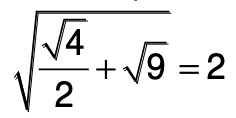 √(√4/2 + √9) = 2